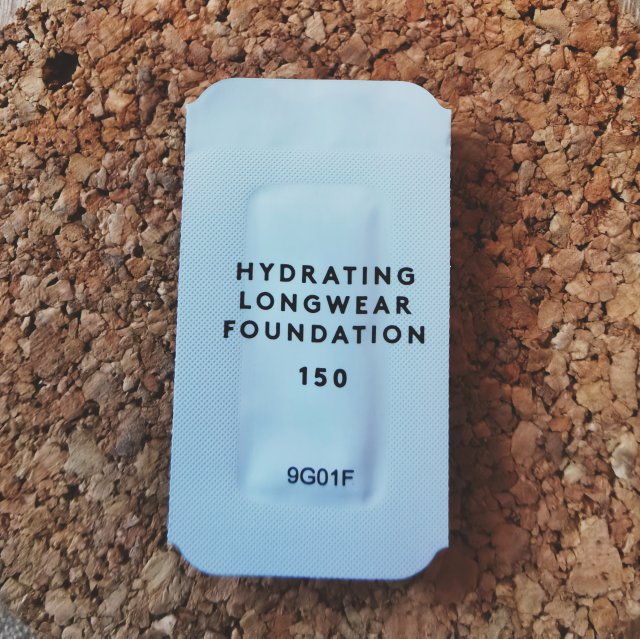 HYDRATING
LONGWEAR
FOUNDATION
150
9G01F